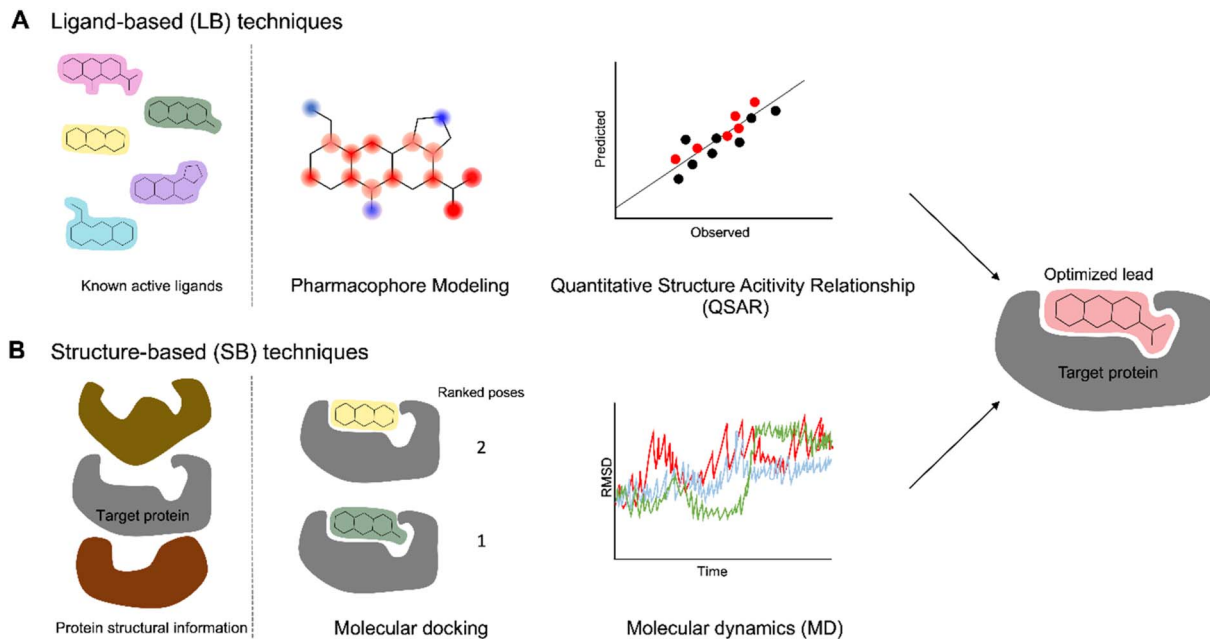 A Ligand-based (LB) techniques
Known active ligands
Pharmacophore Modeling
Predicted
Observed
Quantitative Structure Acitivity Relationship
(QSAR)
B Structure-based (SB) techniques
Target protein
Protein structural information
Ranked poses
2
1
Molecular docking
RMSD
Time
Molecular dynamics (MD)
Optimized lead
Target protein